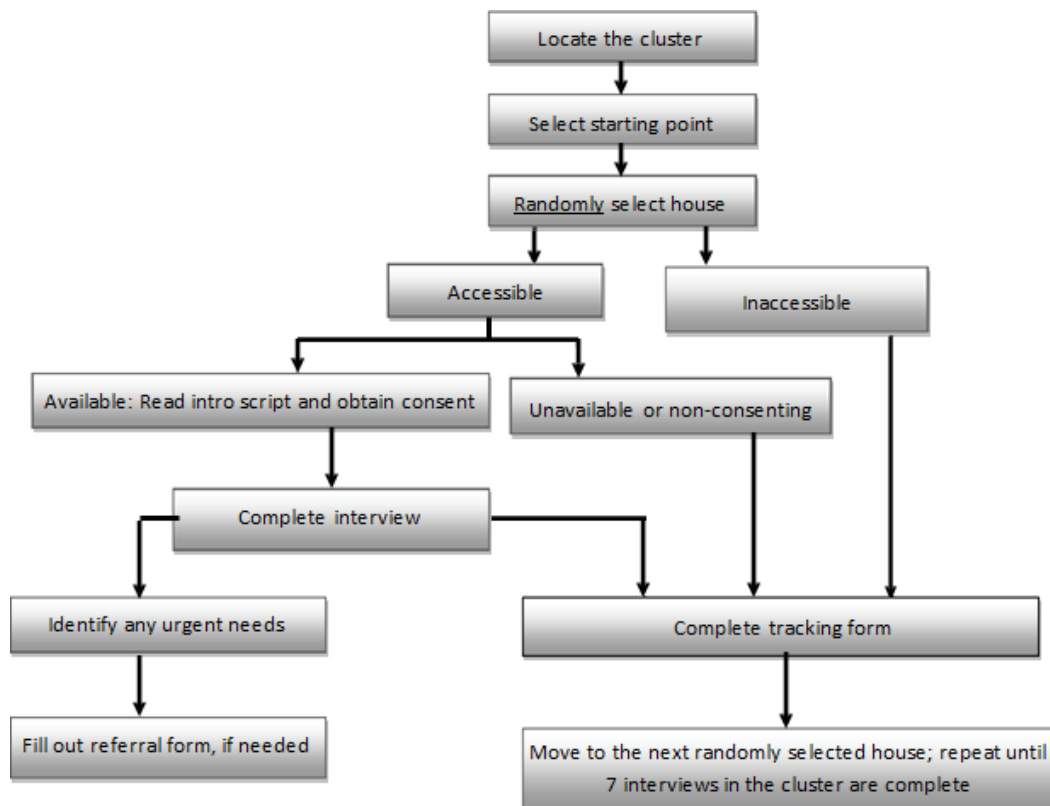 Locate the cluster
Select starting point
Randomly select house
Accessible
Inaccessible
Available: Read intro script and obtain consent
Unavailable or non-consenting
Complete interview
Identify any urgent needs
Complete tracking form
Fill out referral form, if needed
Move to the next randomly selected house; repeat until
7 interviews in the cluster are complete